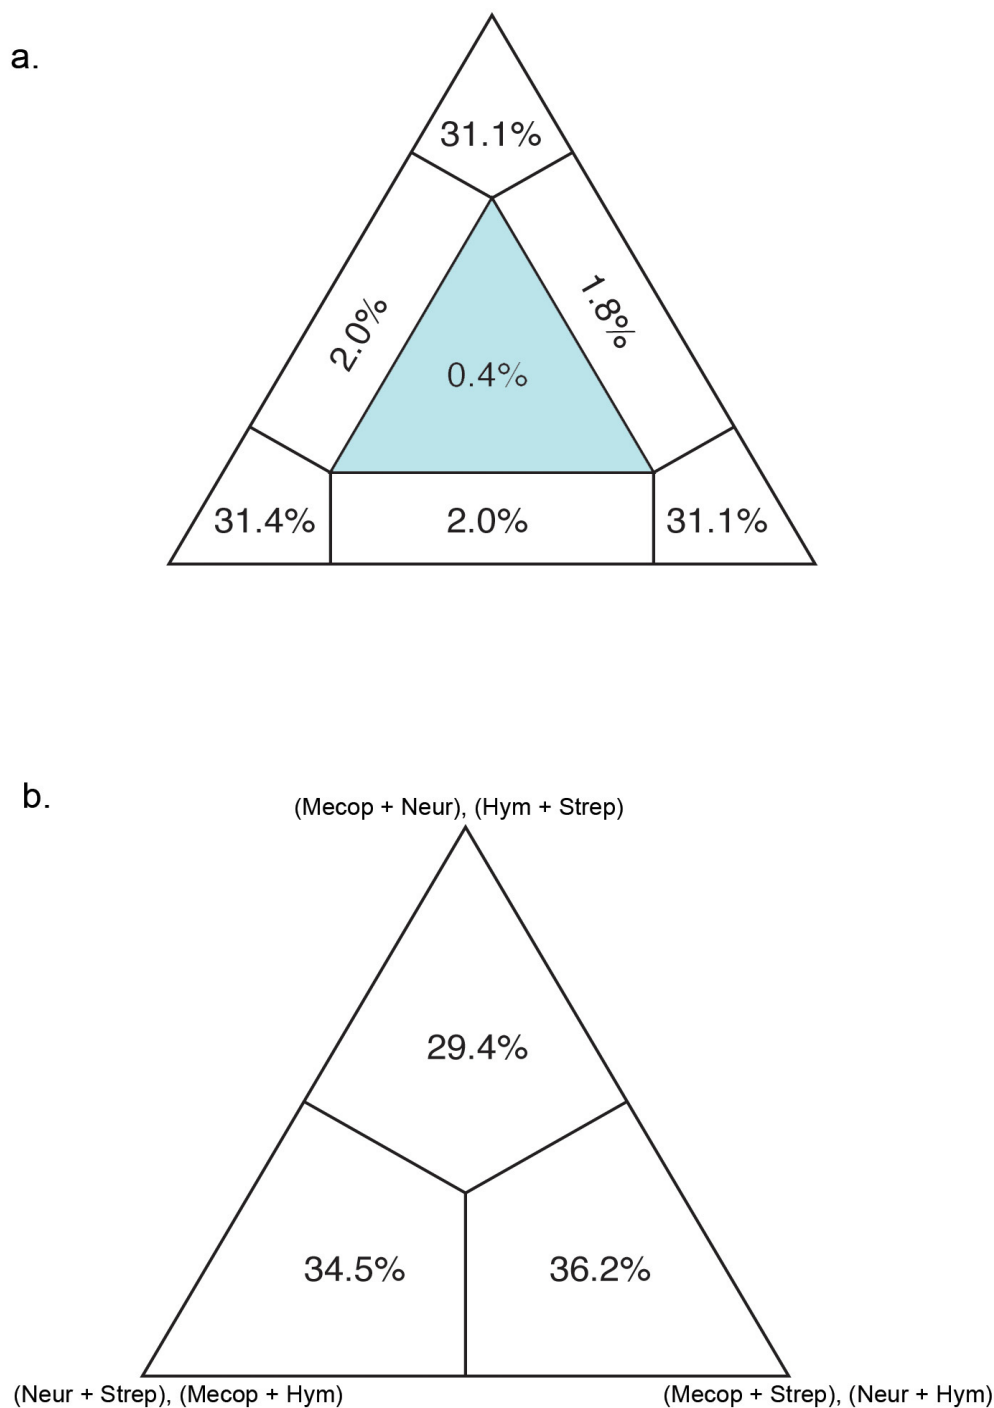 a.
31.1%
2.0%
1.8%
0.4%
31.4%
2.0%
31.1%
b.
(Mecop + Neur), (Hym + Strep)
29.4%
34.5%
36.2%
(Neur + Strep), (Mecop + Hym)
(Mecop + Strep), (Neur + Hym)